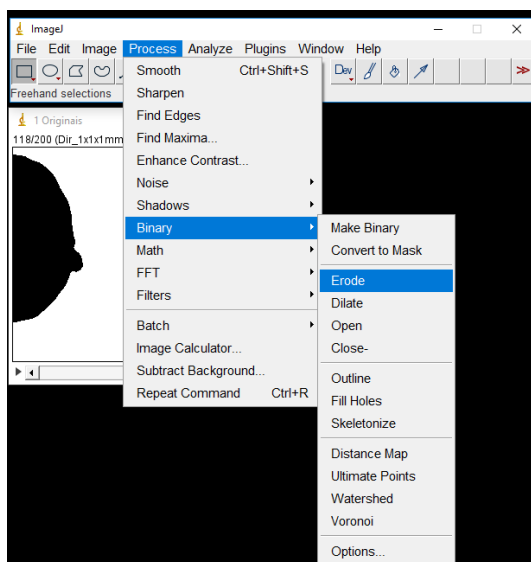 ImageJ
File Edit Image Process Analyze Plugins Window Help
Dev
Freehand selections
1 Originais
118/200 (Dir_1x1x1mm
Smooth Ctrl+Shift+S
Sharpen
Find Edges
Find Maxima...
Enhance Contrast...
Noise
Shadows
Binary
Math
FFT
Filters
Batch
Image Calculator...
Subtract Background...
Repeat Command Ctrl+R
Make Binary
Convert to Mask
Erode
Dilate
Open
Close-
Outline
Fill Holes
Skeletonize
Distance Map
Ultimate Points
Watershed
Voronoi
Options...